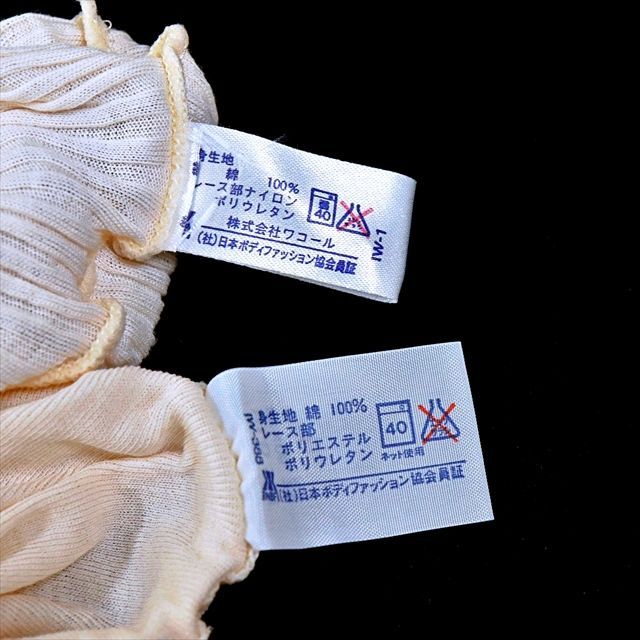 身生地
綿 100%
レース部ナイロン
ポリウレタン
40
株式会社ワコール
(社)日本ボディファッション協会員証
IW-1
身生地 綿 100%
レース部
ポリエステル
ポリウレタン
40
ネット使用
(社)日本ボディファッション協会員証